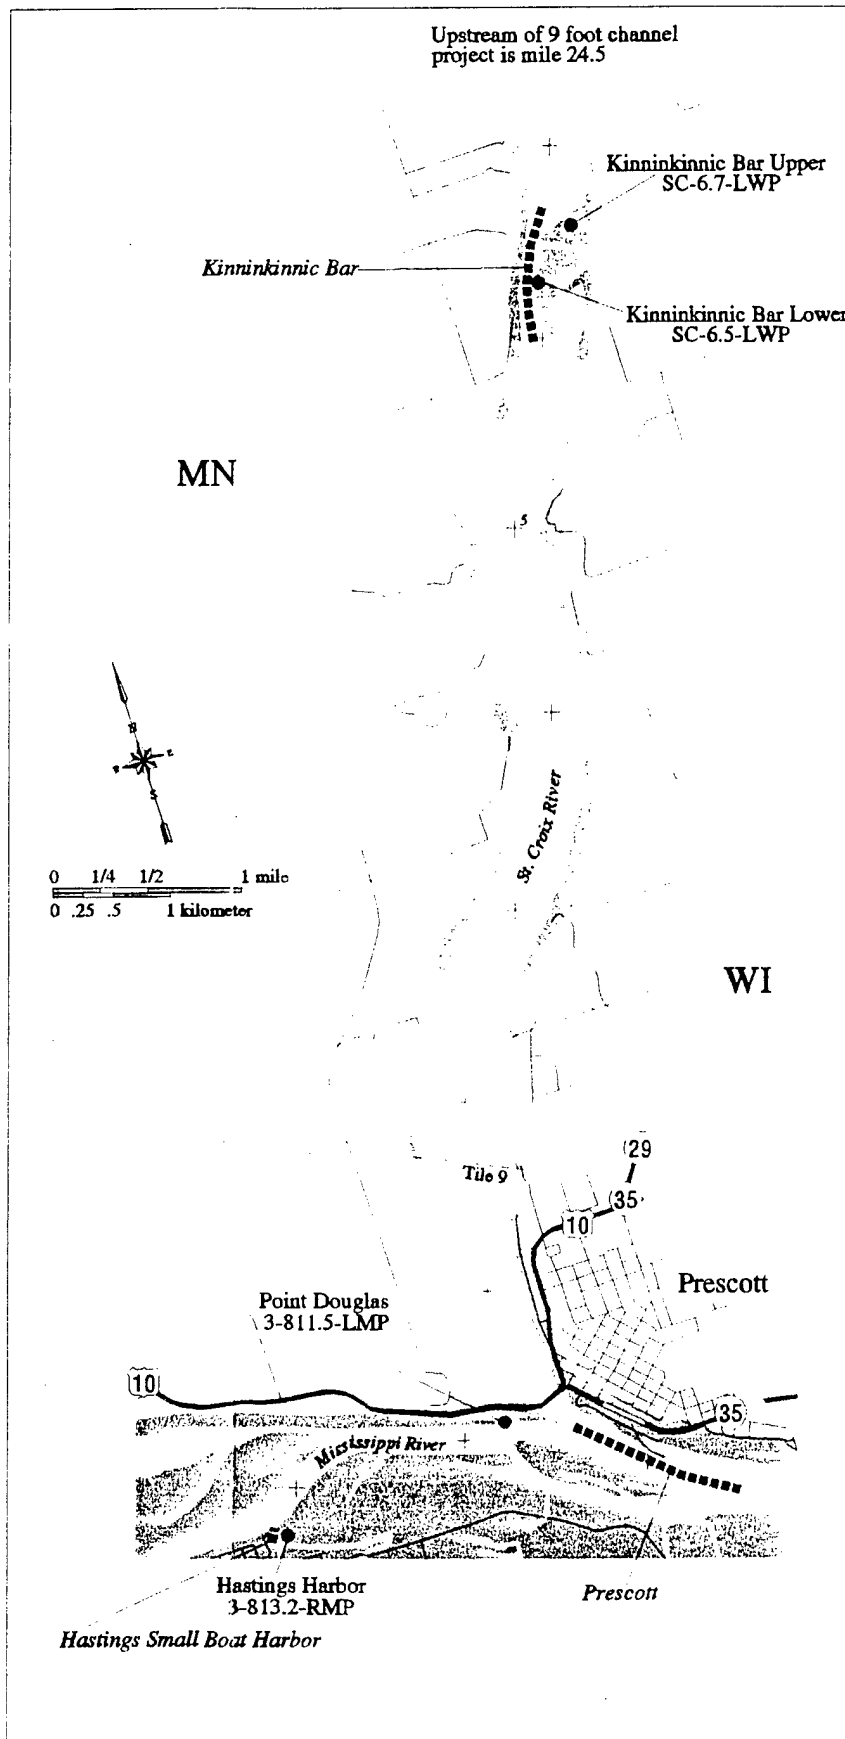 Upstream of 9 foot channel
project is mile 24.5
Kinninkinnic Bar Upper
SC-6.7-LWP
Kinninkinnic Bar
Kinninkinnic Bar Lower
SC-6.5-LWP
MN
5
N
S
St. Croix River
0 1/4 1/2 1 mile
0 .25 .5 1 kilometer
WI
29
Tile 9
35
10
Prescott
Point Douglas
3-811.5-LMP
10
35
Mississippi River
Hastings Harbor
3-813.2-RMP
Prescott
Hastings Small Boat Harbor